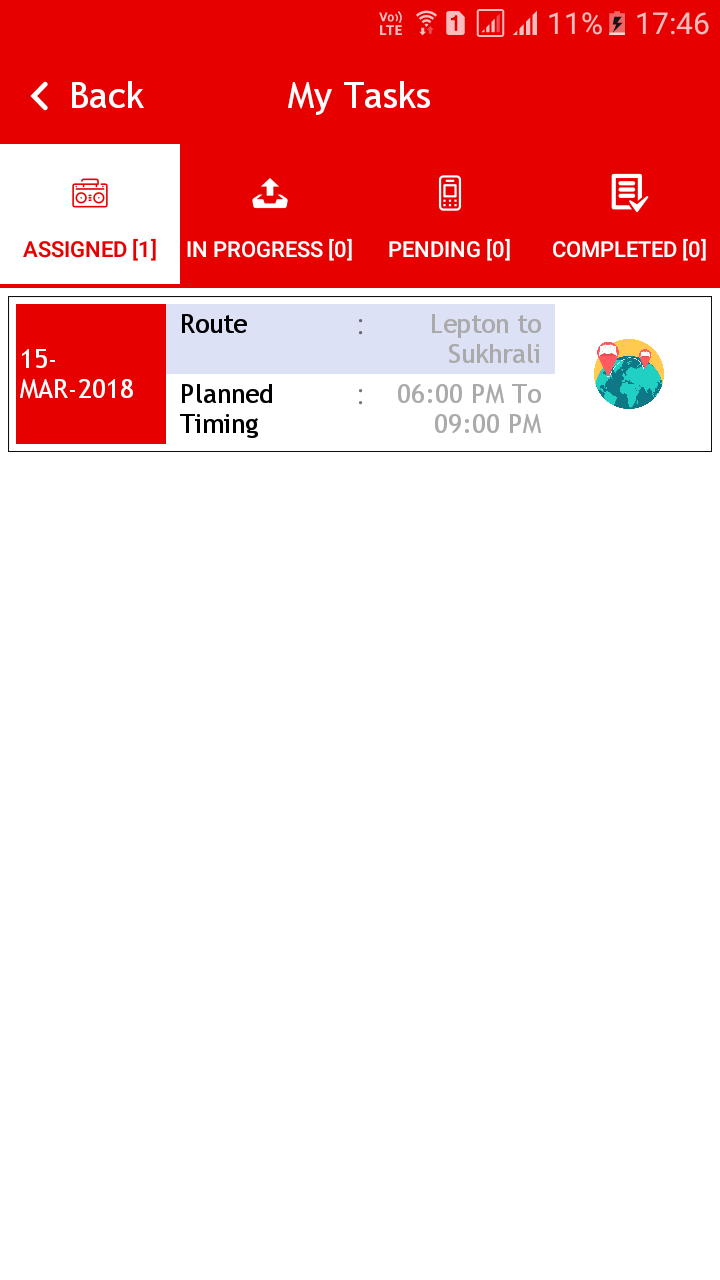 Vo)) LTE 1 11% 17:46
Back My Tasks
ASSIGNED [1] IN PROGRESS [0] PENDING [0] COMPLETED [0]
15-
MAR-2018
Route : Lepton to
Sukhrali
Planned : 06:00 PM To
Timing 09:00 PM